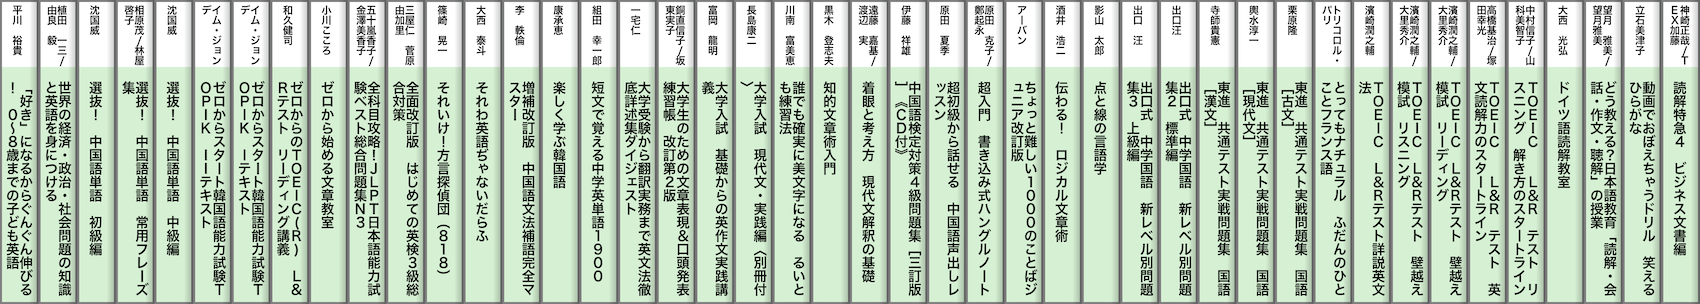 神崎正哉/T
EX加藤
読解特急4　ビジネス文書編
立石美津子
動画でおぼえちゃうドリル　笑える
ひらがな
望月　雅美/
望月雅美
どう教える?日本語教育「読解・会
話・作文・聴解」の授業
大西　光弘
ドイツ語読解教室
中村信子/山
科美智子
TOEIC　L&R　テスト　リ
スニング　解き方のスタートライン
高橋基治/塚
田幸光
TOEIC　L&R　テスト　英
文読解力のスタートライン
濱﨑潤之輔/
大里秀介
TOEIC　L&Rテスト　壁越え
模試　リーディング
濱﨑潤之輔/
大里秀介
TOEIC　L&Rテスト　壁越え
模試　リスニング
濱﨑潤之輔
TOEIC　L&Rテスト詳説英文
法
トリコロル・
パリ
とってもナチュラル　ふだんのひと
ことフランス語
栗原隆
東進　共通テスト実戦問題集　国語
[古文]
輿水淳一
東進　共通テスト実戦問題集　国語
[現代文]
寺師貴憲
東進　共通テスト実戦問題集　国語
[漢文]
出口汪
出口式　中学国語　新レベル別問題
集2　標準編
出口　汪
出口式　中学国語　新レベル別問題
集3　上級編
影山　太郎
点と線の言語学
酒井　浩二
伝わる!　ロジカル文章術
アーバン
ちょっと難しい1000のことばジ
ュニア改訂版
原田　克子/
鄭起永
超入門　書き込み式ハングルノート
原田　夏季
超初級から話せる　中国語声出しレ
ッスン
伊藤　祥雄
中国語検定対策4級問題集[三訂版
]《CD付》
遠藤　嘉基/
渡辺　実
着眼と考え方　現代文解釈の基礎
黒木　登志夫
知的文章術入門
川南　富美恵
誰でも確実に美文字になる　るいと
も練習法
長島康二
大学入試　現代文・実践編〈別冊付
〉
富岡　龍明
大学入試　基礎からの英作文実践講
義
銅直信子/坂
東実子
大学生のための文章表現&口頭発表
練習帳　改訂第2版
一宅仁
大学受験から翻訳実務まで英文法徹
底詳述集ダイジェスト
組田　幸一郎
短文で覚える中学英単語1900
康承恵
楽しく学ぶ韓国語
李　軼倫
増補改訂版　中国語文法補語完全マ
スター
大西　泰斗
それわ英語ぢゃないだらふ
篠崎　晃一
それいけ!方言探偵団(818)
三屋仁　菅原
由加里
全面改訂版　はじめての英検3級総
合対策
五十嵐香子/
金澤美香子/
全科目攻略!JLPT日本語能力試
験ベスト総合問題集N3
小川こころ
ゼロから始める文章教室
和久健司
ゼロからのTOEIC(R)　L&
Rテスト　リーディング講義
イム・ジョン
デ
ゼロからスタート韓国語能力試験T
OPIK　Iテキスト
イム・ジョン
デ
ゼロからスタート韓国語能力試験T
OPIK　IIテキスト
沈国威
選抜!　中国語単語　中級編
相原茂/林屋
啓子
選抜!　中国語単語　常用フレーズ
集
沈国威
選抜!　中国語単語　初級編
植田　一三/
由良　毅
世界の経済・政治・社会問題の知識
と英語を身につける
平川　裕貴
「好き」になるからぐんぐん伸びる
!　0〜8歳までの子ども英語